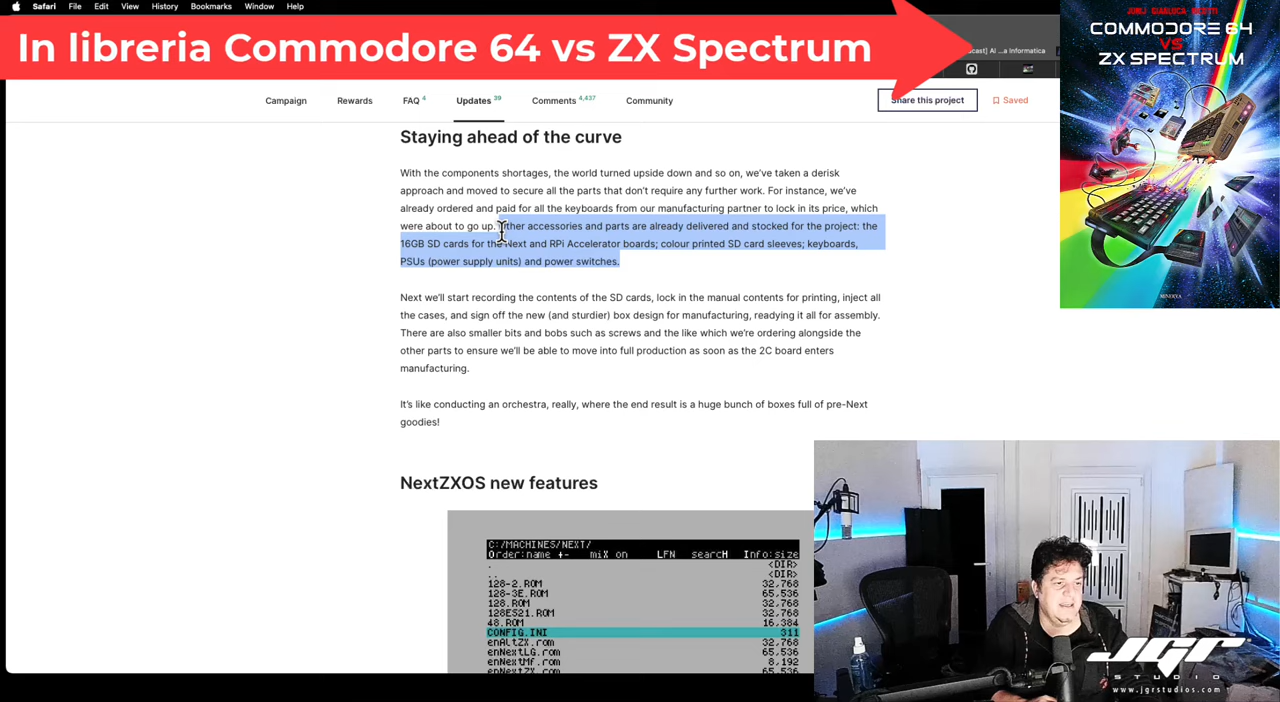 Safari File Edit View History Bookmarks Window Help
In libreria Commodore 64 vs ZX Spectrum
cast] Al ...a Informatica
COMMODORE 64
VS
ZX SPECTRUM
MINERVA
Campaign Rewards FAQ 4 Updates 39 Comments 4,437 Community
Share this project Saved
Staying ahead of the curve
With the components shortages, the world turned upside down and so on, we've taken a derisk
approach and moved to secure all the parts that don't require any further work. For instance, we've
already ordered and paid for all the keyboards from our manufacturing partner to lock in its price, which
were about to go up. Other accessories and parts are already delivered and stocked for the project: the
16GB SD cards for the Next and RPi Accelerator boards; colour printed SD card sleeves; keyboards,
PSUs (power supply units) and power switches.
Next we'll start recording the contents of the SD cards, lock in the manual contents for printing, inject all
the cases, and sign off the new (and sturdier) box design for manufacturing, readying it all for assembly.
There are also smaller bits and bobs such as screws and the like which we're ordering alongside the
other parts to ensure we'll be able to move into full production as soon as the 2C board enters
manufacturing.
It's like conducting an orchestra, really, where the end result is a huge bunch of boxes full of pre-Next
goodies!
NextZXOS new features
C:/MACHINES/NEXT/
Order:name +- miX on LFN searcH Info:size
. <DIR>
.. <DIR>
128-2.ROM 32,768
128-3E.ROM 65,536
128.ROM 32,768
128ES21.ROM 32,768
48.ROM 16,384
CONFIG.INI 311
enAltZX.rom 32,768
enNextLG.rom 65,536
enNextMf.rom 8,192
enNextZX.rom 65,536
JGR
STUDIO
www.jgrstudios.com